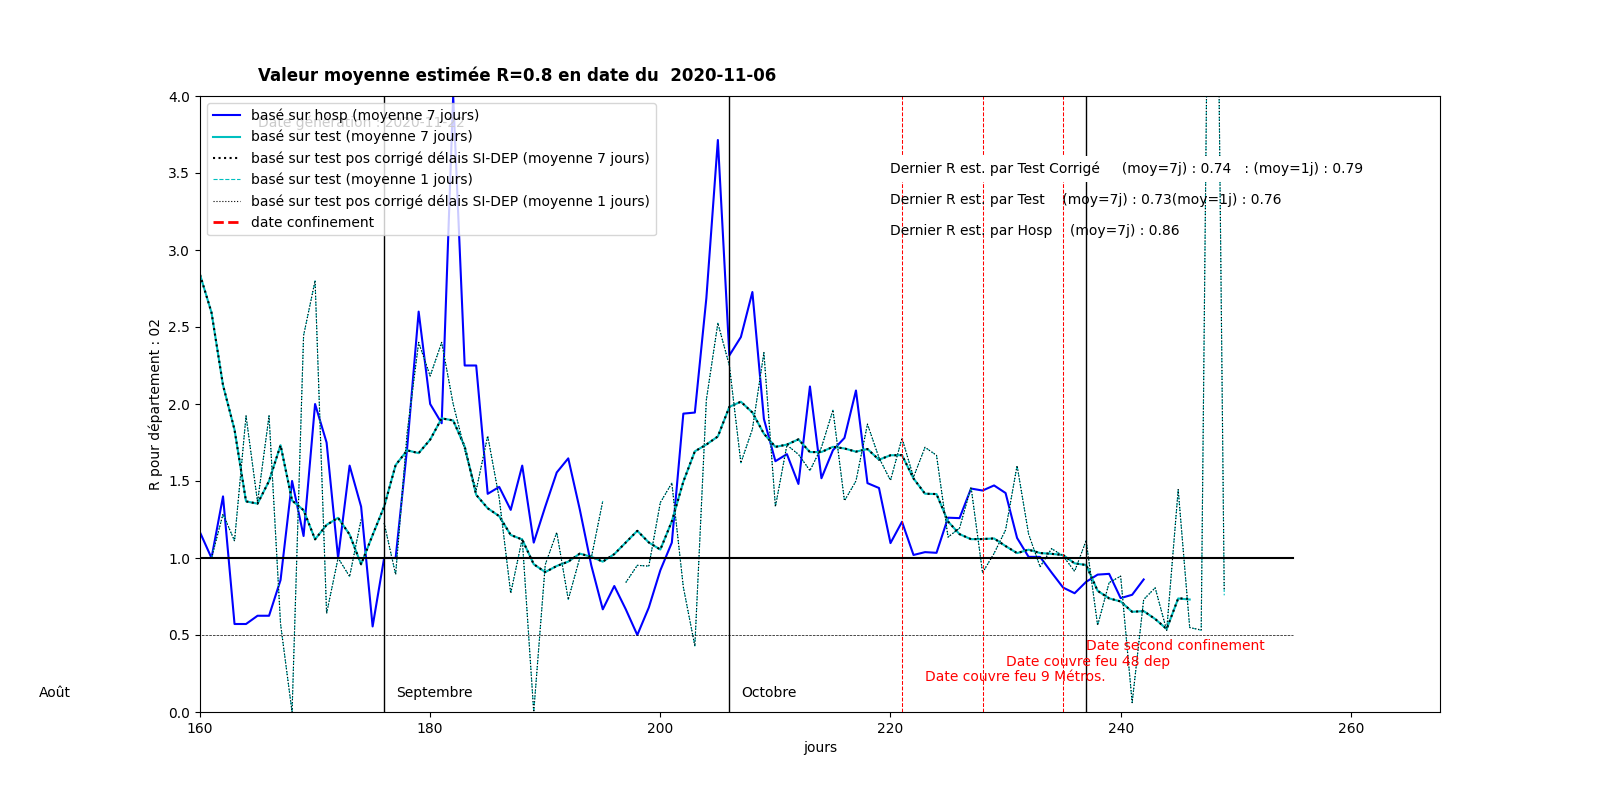 Valeur moyenne estimée R=0.8 en date du  2020-11-06
Date génération : 2020-11-12
basé sur hosp (moyenne 7 jours)
basé sur test (moyenne 7 jours)
basé sur test pos corrigé délais SI-DEP (moyenne 7 jours)
basé sur test (moyenne 1 jours)
basé sur test pos corrigé délais SI-DEP (moyenne 1 jours)
date confinement
Dernier R est. par Test Corrigé (moy=7j) : 0.74 : (moy=1j) : 0.79
Dernier R est. par Test (moy=7j) : 0.73(moy=1j) : 0.76
Dernier R est. par Hosp (moy=7j) : 0.86
R pour département : 02
4.0
3.5
3.0
2.5
2.0
1.5
1.0
0.5
0.0
Date second confinement
Date couvre feu 48 dep
Date couvre feu 9 Métros.
Août
Septembre
Octobre
160 180 200 220 240 260
jours